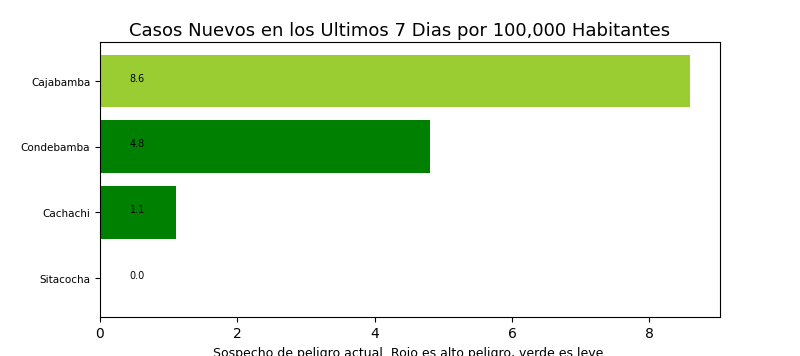 Casos Nuevos en los Ultimos 7 Dias por 100,000 Habitantes
Cajabamba 8.6
Condebamba 4.8
Cachachi 1.1
Sitacocha 0.0
0 2 4 6 8
Sospecho de peligro actual. Rojo es alto peligro, verde es leve